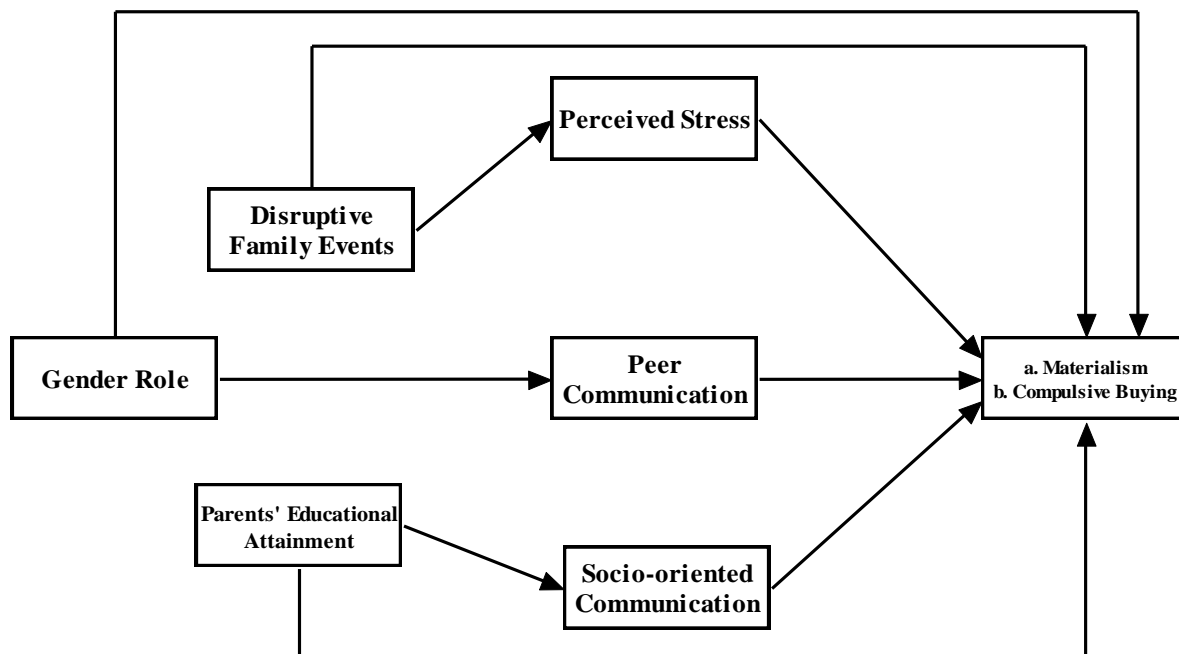 Perceived Stress
Disruptive
Family Events
Gender Role
Peer
Communication
a. Materialism
b. Compulsive Buying
Parents' Educational
Attainment
Socio-oriented
Communication